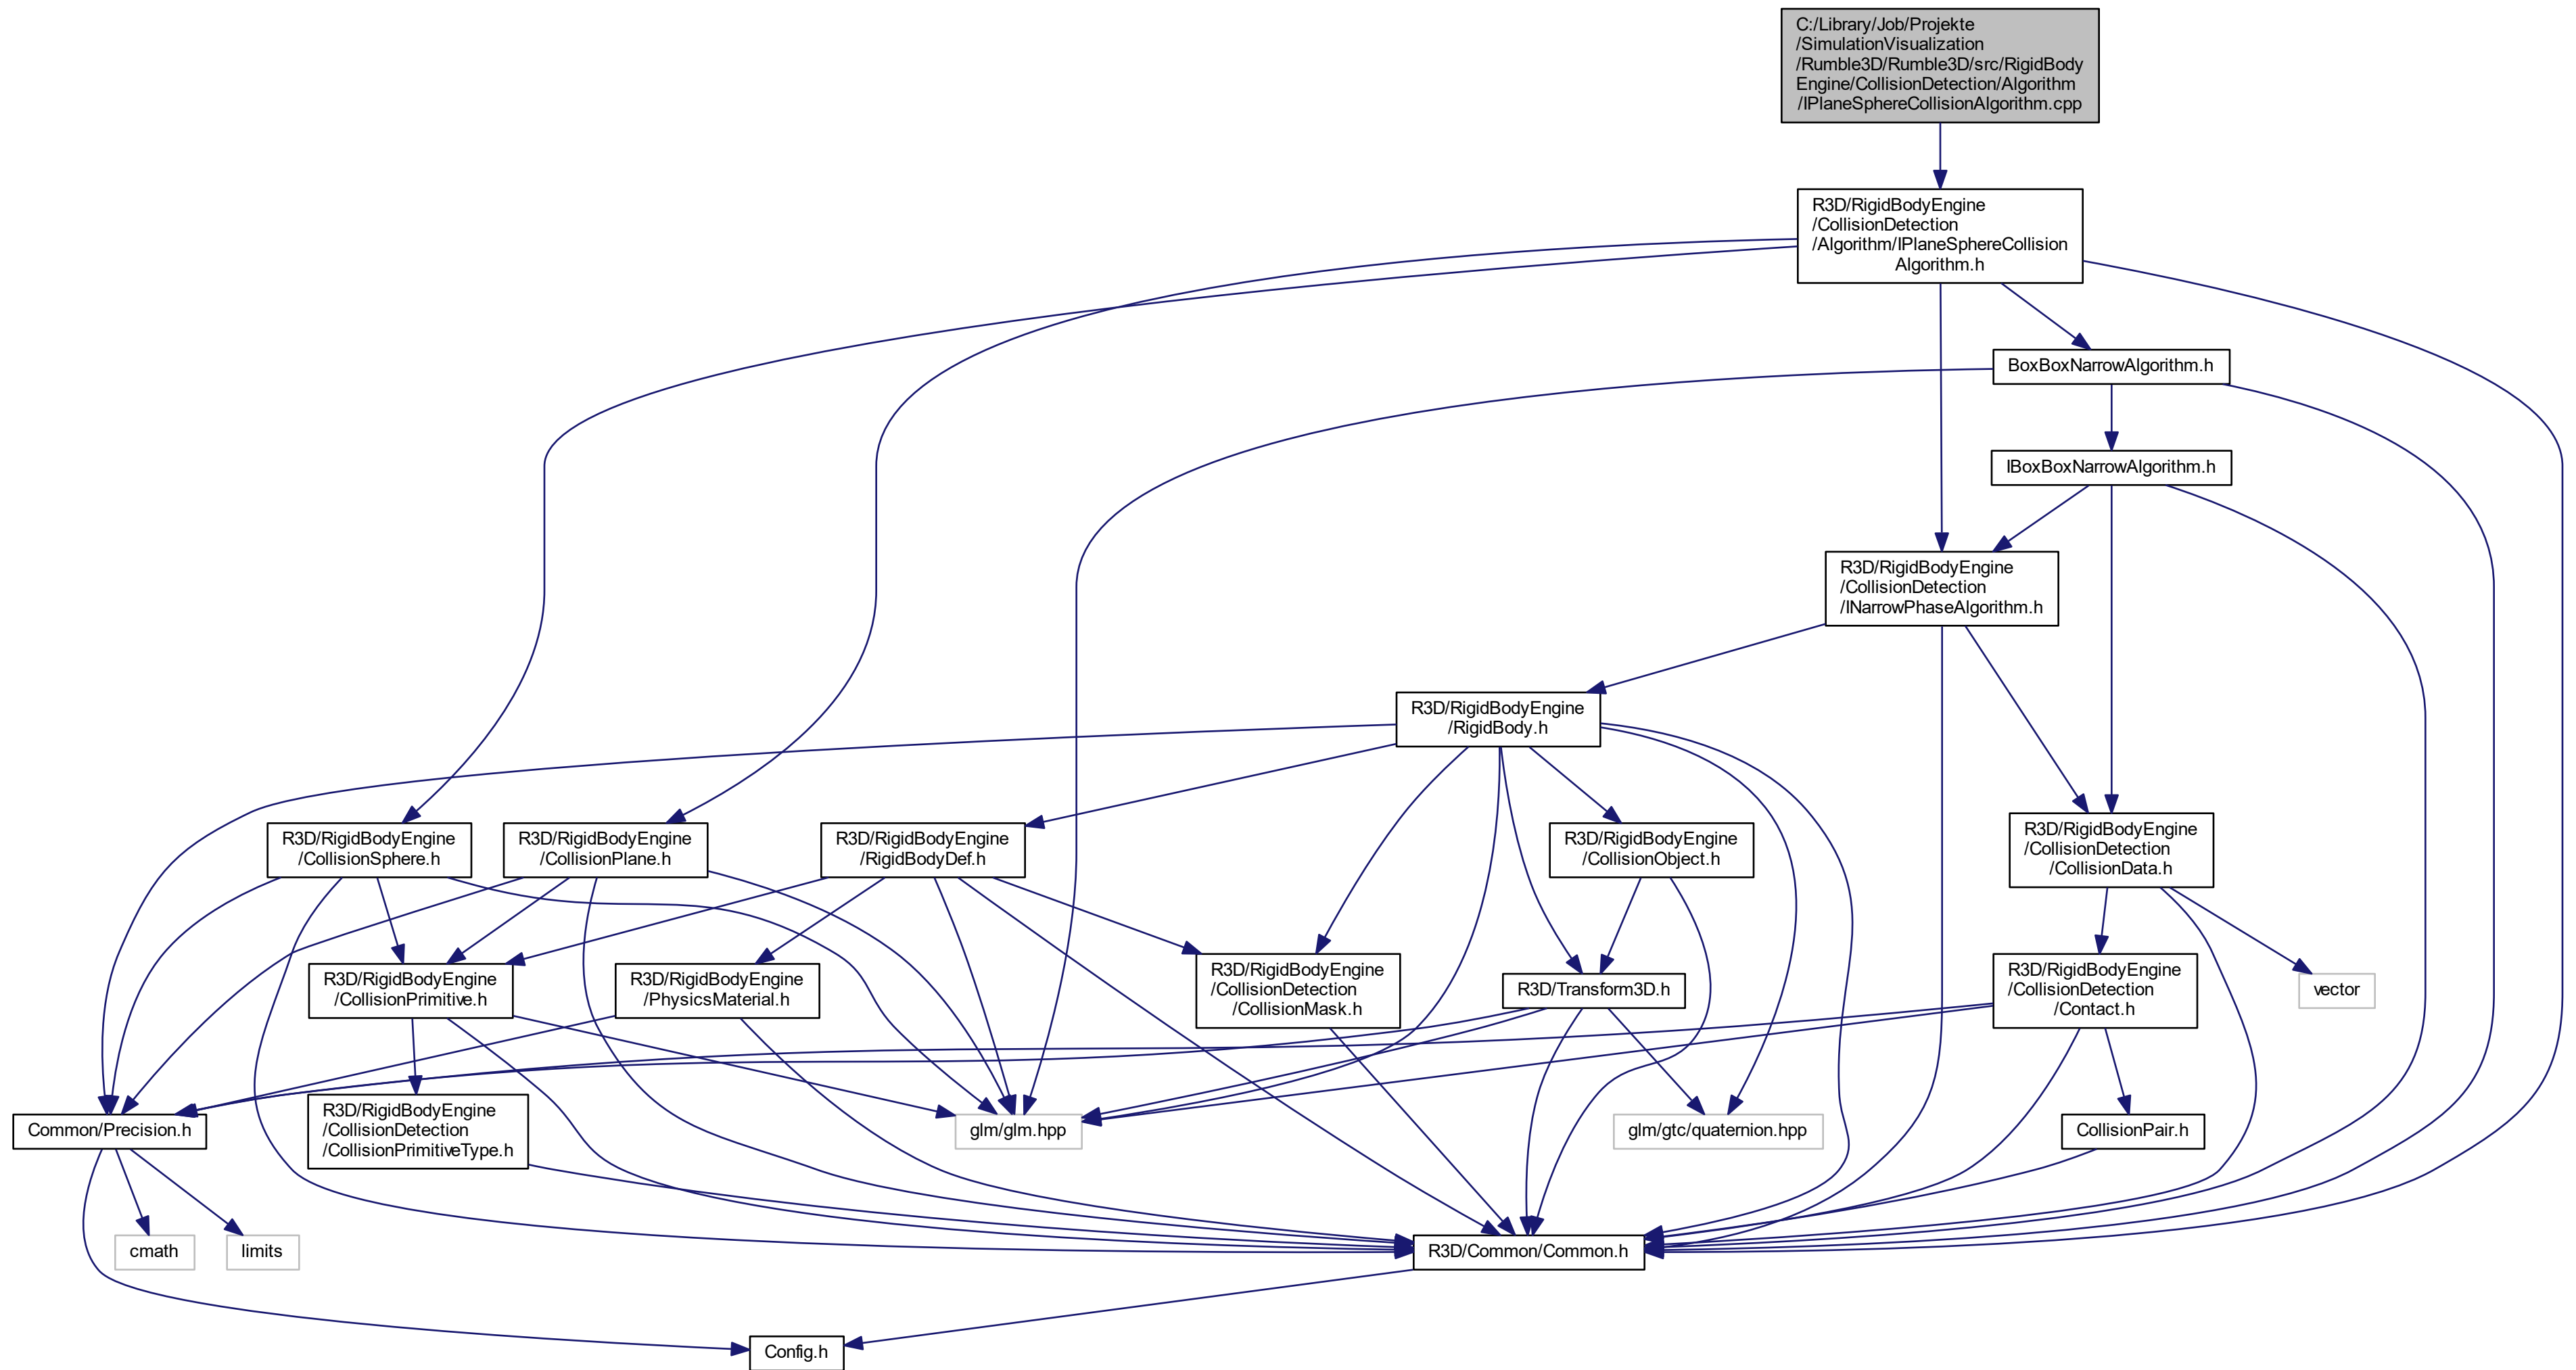 C:/Library/Job/Projekte
/SimulationVisualization
/Rumble3D/Rumble3D/src/RigidBody
Engine/CollisionDetection/Algorithm
/IPlaneSphereCollisionAlgorithm.cpp
R3D/RigidBodyEngine
/CollisionDetection
/Algorithm/IPlaneSphereCollision
Algorithm.h
BoxBoxNarrowAlgorithm.h
IBoxBoxNarrowAlgorithm.h
R3D/RigidBodyEngine
/CollisionDetection
/INarrowPhaseAlgorithm.h
R3D/RigidBodyEngine
/RigidBody.h
R3D/RigidBodyEngine
/CollisionSphere.h
R3D/RigidBodyEngine
/CollisionPlane.h
R3D/RigidBodyEngine
/RigidBodyDef.h
R3D/RigidBodyEngine
/CollisionObject.h
R3D/RigidBodyEngine
/CollisionDetection
/CollisionData.h
R3D/RigidBodyEngine
/CollisionPrimitive.h
R3D/RigidBodyEngine
/PhysicsMaterial.h
R3D/RigidBodyEngine
/CollisionDetection
/CollisionMask.h
R3D/Transform3D.h
R3D/RigidBodyEngine
/CollisionDetection
/Contact.h
vector
Common/Precision.h
R3D/RigidBodyEngine
/CollisionDetection
/CollisionPrimitiveType.h
glm/glm.hpp
glm/gtc/quaternion.hpp
CollisionPair.h
cmath
limits
R3D/Common/Common.h
Config.h